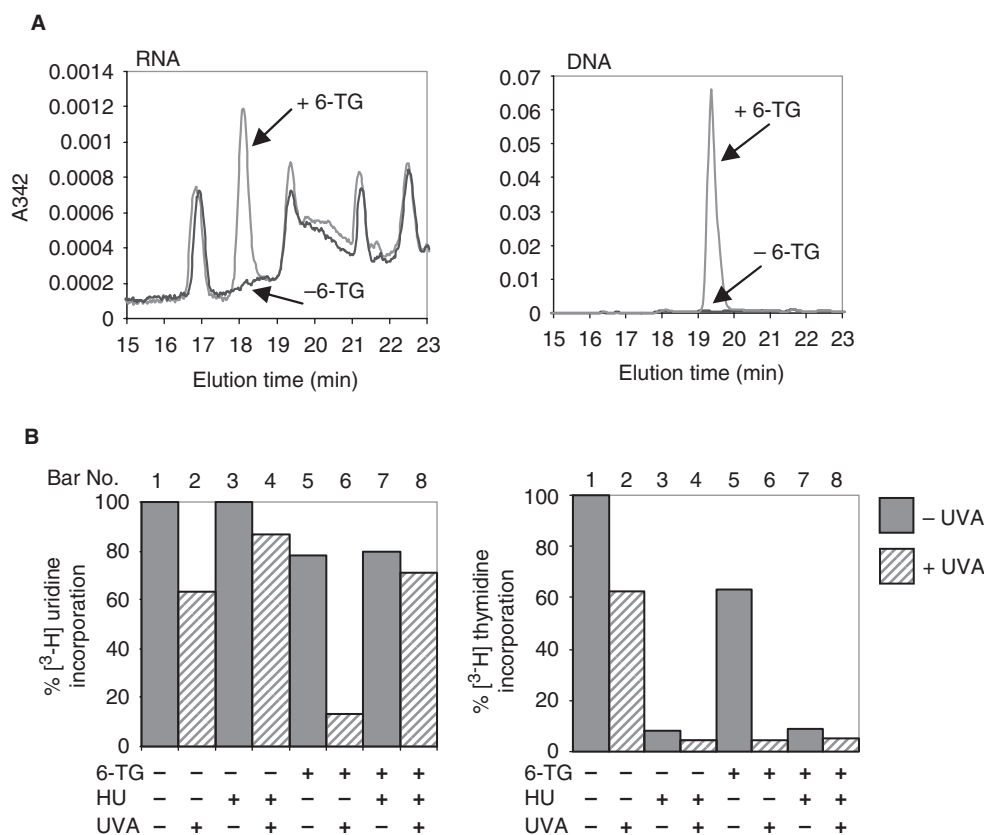 A
RNA
0.0014
0.0012
0.001
0.0008
0.0006
0.0004
0.0002
0
A342
+ 6-TG
–6-TG
15 16 17 18 19 20 21 22 23
Elution time (min)
DNA
0.07
0.06
0.05
0.04
0.03
0.02
0.01
0
+ 6-TG
– 6-TG
15 16 17 18 19 20 21 22 23
Elution time (min)
B
Bar No. 1 2 3 4 5 6 7 8
100
80
60
40
20
0
% [³-H] uridine
incorporation
6-TG – – – – + + + +
HU – – + + – – + +
UVA – + – + – + – +
1 2 3 4 5 6 7 8
100
80
60
40
20
0
% [³-H] thymidine
incorporation
6-TG – – – – + + + +
HU – – + + – – + +
UVA – + – + – + – +
– UVA
+ UVA